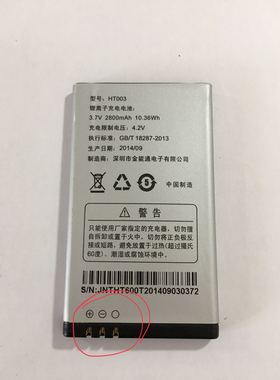 型号：HT003
锂离子充电电池：
3.7V 2800mAh 10.36Wh
充电限制电压：4.2V
执行标准：GB/T 18287-2013
生产日期：2014/09
制造商：深圳市金能通电子有限公司
5
中国制造
警告
只能使用厂家指定的充电器，切勿擅
自拆开或置于火中，切勿将正负极直
接或短路，避免放置于过热(超过摄氏
60度)、潮湿或腐蚀环境中。
S/N:JNTHT600T201409030372